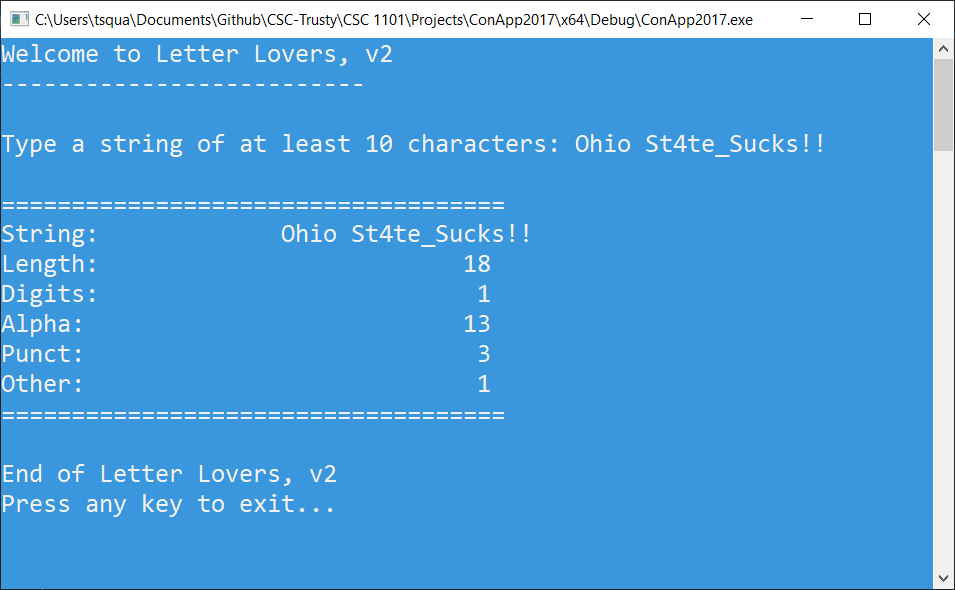 C:\Users\tsqua\Documents\Github\CSC-Trusty\CSC 1101\Projects\ConApp2017\x64\Debug\ConApp2017.exe
Welcome to Letter Lovers, v2
--------------------------
Type a string of at least 10 characters: Ohio St4te_Sucks!!
====================================
String:             Ohio St4te_Sucks!!
Length:                          18
Digits:                           1
Alpha:                           13
Punct:                            3
Other:                            1
====================================
End of Letter Lovers, v2
Press any key to exit...